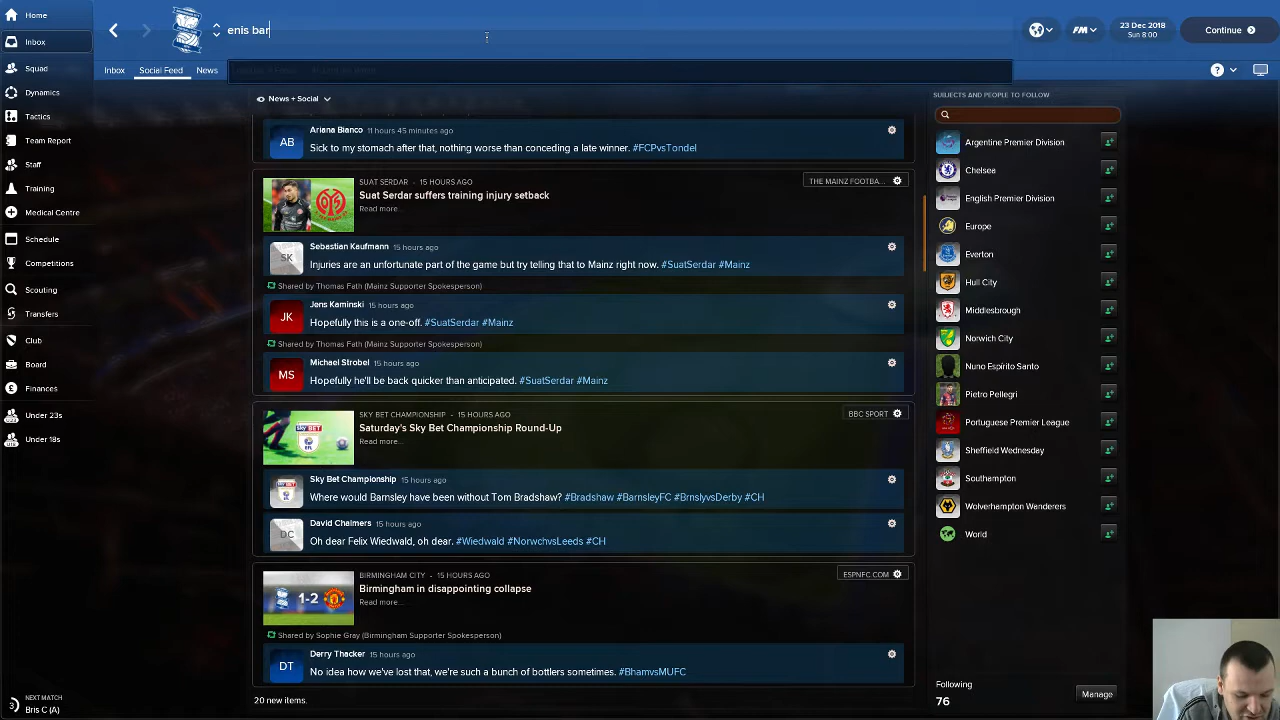 Home
Inbox
Squad
Dynamics
Tactics
Team Report
Staff
Training
Medical Centre
Schedule
Competitions
Scouting
Transfers
Club
Board
Finances
Under 23s
Under 18s
NEXT MATCH
Bris C (A)
enis bar
FM
23 Dec 2018
Sun 8:00
Continue
Inbox
Social Feed
News
?
News + Social
Ariana Bianco 11 hours 45 minutes ago
AB
Sick to my stomach after that, nothing worse than conceding a late winner. #FCPvsTondel
SUAT SERDAR - 15 HOURS AGO
THE MAINZ FOOTBA...
Suat Serdar suffers training injury setback
Read more...
Sebastian Kaufmann 15 hours ago
SK
Injuries are an unfortunate part of the game but try telling that to Mainz right now. #SuatSerdar #Mainz
Shared by Thomas Fath (Mainz Supporter Spokesperson)
Jens Kaminski 15 hours ago
JK
Hopefully this is a one-off. #SuatSerdar #Mainz
Shared by Thomas Fath (Mainz Supporter Spokesperson)
Michael Strobel 15 hours ago
MS
Hopefully he'll be back quicker than anticipated. #SuatSerdar #Mainz
SKY BET CHAMPIONSHIP - 15 HOURS AGO
BBC SPORT
Saturday's Sky Bet Championship Round-Up
Read more...
sky BET
EFL
Sky Bet Championship 15 hours ago
Where would Barnsley have been without Tom Bradshaw? #Bradshaw #BarnsleyFC #BrnslyvsDerby #CH
David Chalmers 15 hours ago
DC
Oh dear Felix Wiedwald, oh dear. #Wiedwald #NorwchvsLeeds #CH
BIRMINGHAM CITY - 15 HOURS AGO
ESPNFC.COM
Birmingham in disappointing collapse
1-2
Read more...
Shared by Sophie Gray (Birmingham Supporter Spokesperson)
Derry Thacker 15 hours ago
DT
No idea how we've lost that, we're such a bunch of bottlers sometimes. #BhamvsMUFC
20 new items.
SUBJECTS AND PEOPLE TO FOLLOW
Argentine Premier Division
Chelsea
English Premier Division
Europe
Everton
Hull City
Middlesbrough
Norwich City
Nuno Espírito Santo
Pietro Pellegri
Portuguese Premier League
Sheffield Wednesday
Southampton
Wolverhampton Wanderers
World
Following
76
Manage